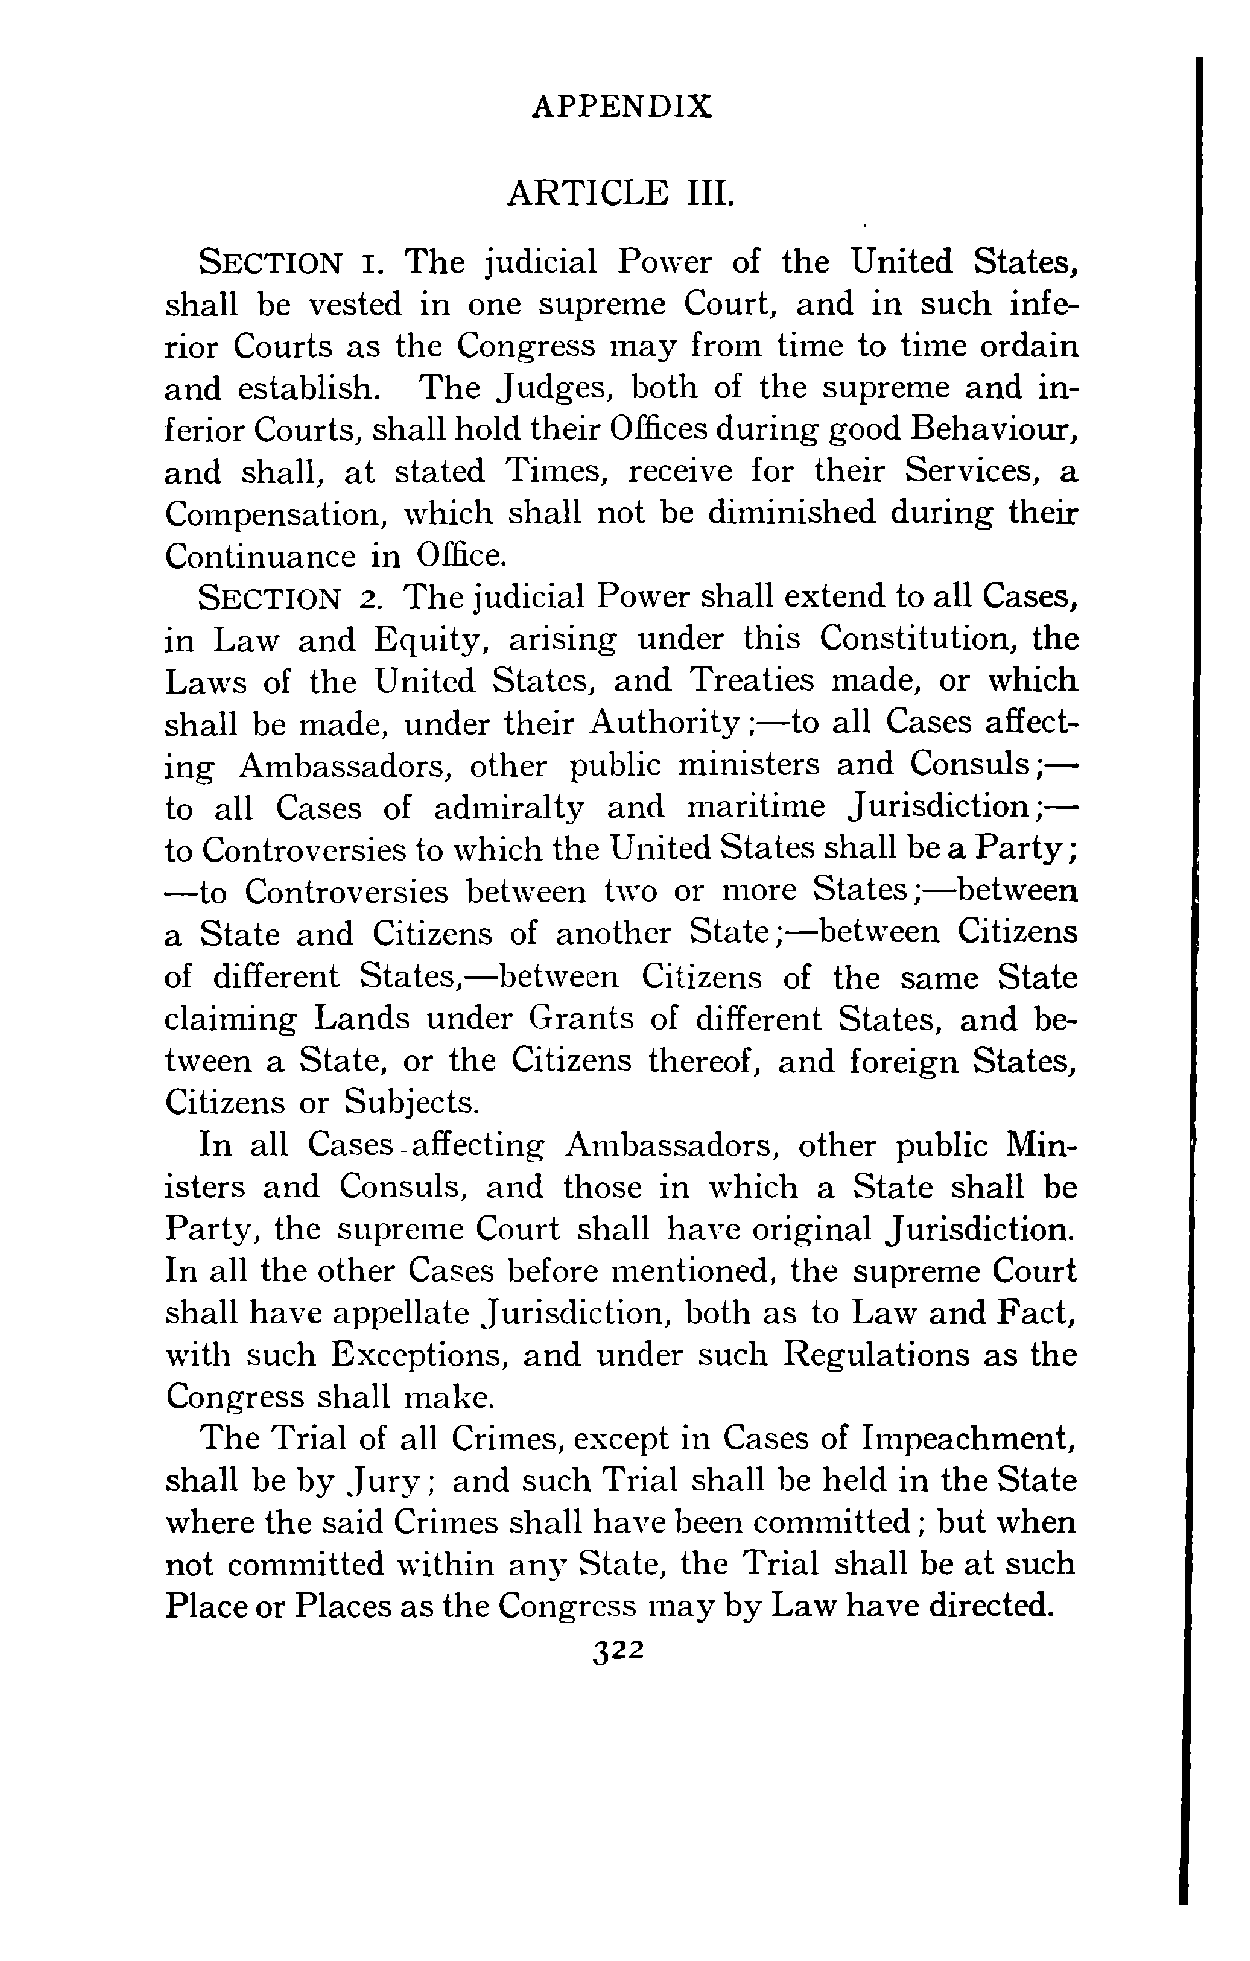 APPENDIX
ARTICLE III.
SECTION 1. The judicial Power of the United States,
shall be vested in one supreme Court, and in such infe-
rior Courts as the Congress may from time to time ordain
and establish. The Judges, both of the supreme and in-
ferior Courts, shall hold their Offices during good Behaviour,
and shall, at stated Times, receive for their Services, a
Compensation, which shall not be diminished during their
Continuance in Office.
SECTION 2. The judicial Power shall extend to all Cases,
in Law and Equity, arising under this Constitution, the
Laws of the United States, and Treaties made, or which
shall be made, under their Authority;—to all Cases affect-
ing Ambassadors, other public ministers and Consuls;—
to all Cases of admiralty and maritime Jurisdiction;—
to Controversies to which the United States shall be a Party;
—to Controversies between two or more States;—between
a State and Citizens of another State;—between Citizens
of different States,—between Citizens of the same State
claiming Lands under Grants of different States, and be-
tween a State, or the Citizens thereof, and foreign States,
Citizens or Subjects.
In all Cases affecting Ambassadors, other public Min-
isters and Consuls, and those in which a State shall be
Party, the supreme Court shall have original Jurisdiction.
In all the other Cases before mentioned, the supreme Court
shall have appellate Jurisdiction, both as to Law and Fact,
with such Exceptions, and under such Regulations as the
Congress shall make.
The Trial of all Crimes, except in Cases of Impeachment,
shall be by Jury; and such Trial shall be held in the State
where the said Crimes shall have been committed; but when
not committed within any State, the Trial shall be at such
Place or Places as the Congress may by Law have directed.
322